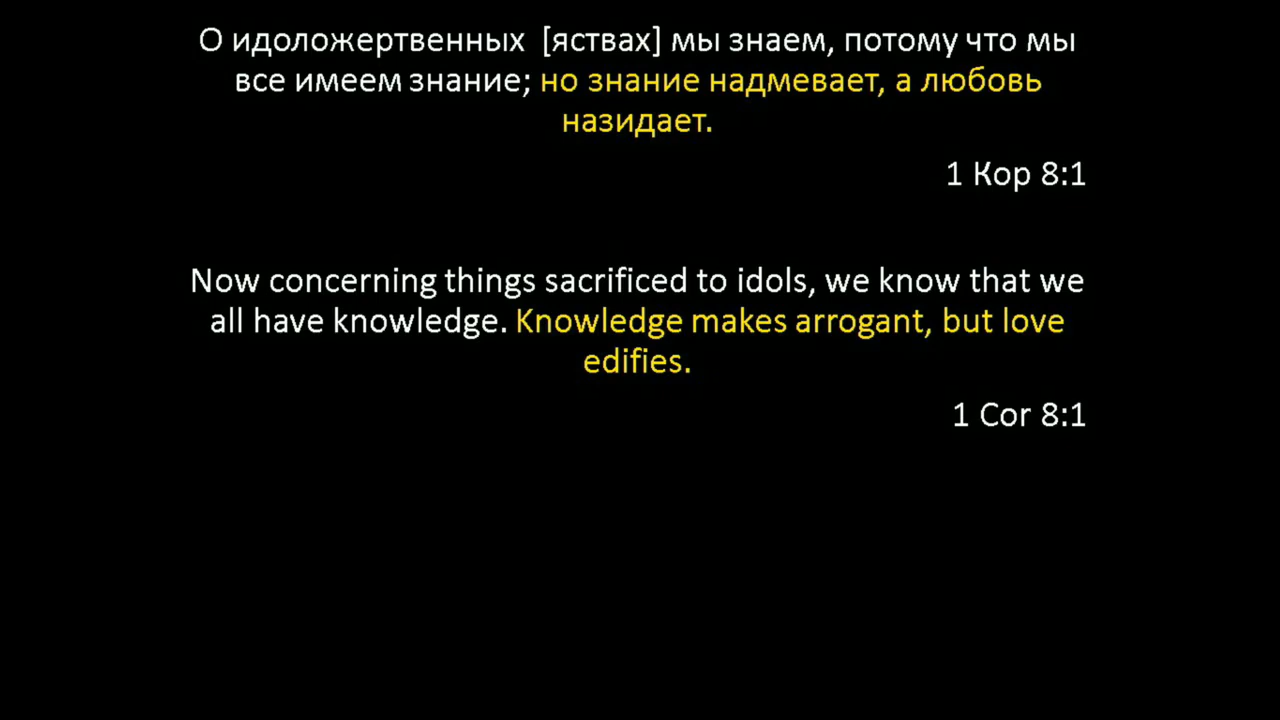 О идоложертвенных [яствах] мы знаем, потому что мы
все имеем знание; но знание надмевает, а любовь
назидает.
1 Кор 8:1
Now concerning things sacrificed to idols, we know that we
all have knowledge. Knowledge makes arrogant, but love
edifies.
1 Cor 8:1